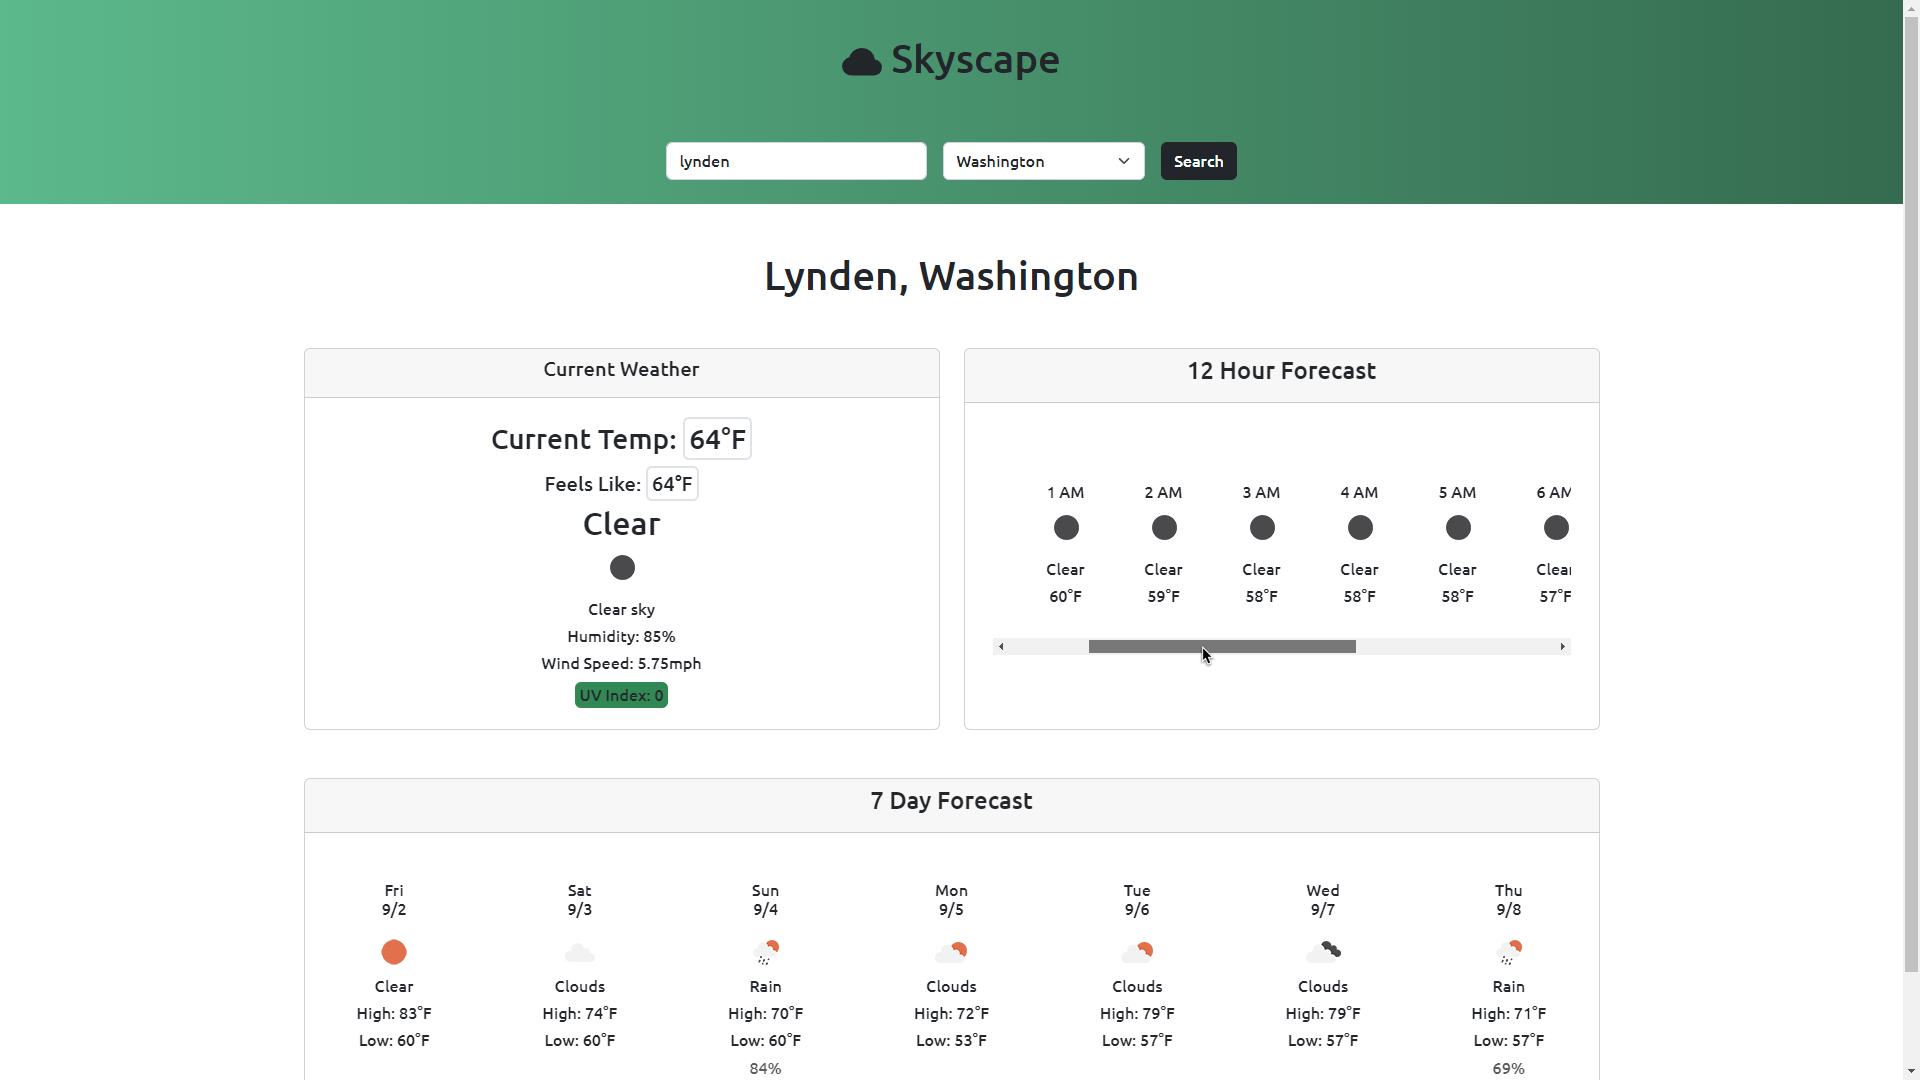 Skyscape
lynden
Washington
Search
Lynden, Washington
Current Weather
Current Temp: 64°F
Feels Like: 64°F
Clear
Clear sky
Humidity: 85%
Wind Speed: 5.75mph
UV Index: 0
12 Hour Forecast
1 AM 2 AM 3 AM 4 AM 5 AM 6 AM
Clear Clear Clear Clear Clear Clear
60°F 59°F 58°F 58°F 58°F 57°F
7 Day Forecast
Fri Sat Sun Mon Tue Wed Thu
9/2 9/3 9/4 9/5 9/6 9/7 9/8
Clear Clouds Rain Clouds Clouds Clouds Rain
High: 83°F High: 74°F High: 70°F High: 72°F High: 79°F High: 79°F High: 71°F
Low: 60°F Low: 60°F Low: 60°F Low: 53°F Low: 57°F Low: 57°F Low: 57°F
84% 69%